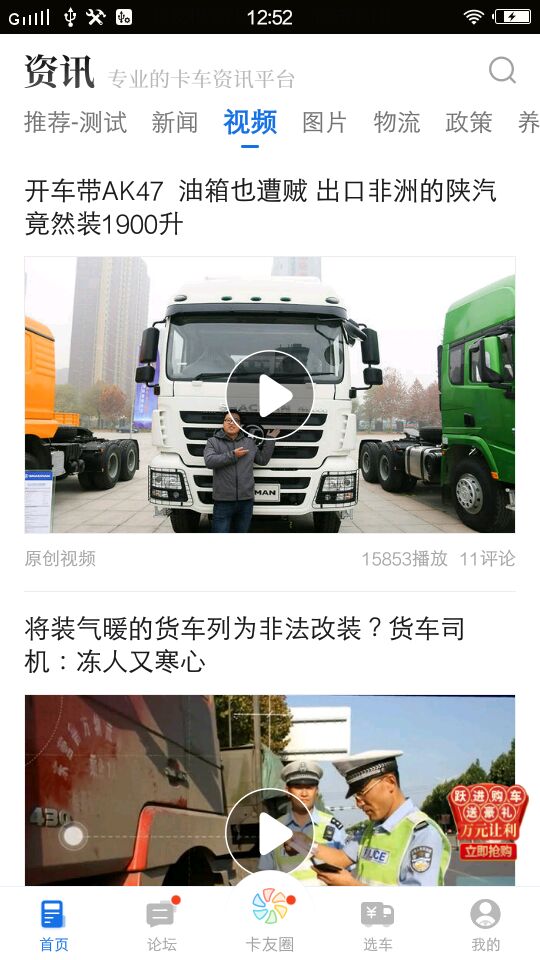 G 12:52
资讯 专业的卡车资讯平台
推荐-测试 新闻 视频 图片 物流 政策 养
开车带AK47 油箱也遭贼 出口非洲的陕汽
竟然装1900升
原创视频 15853播放 11评论
将装气暖的货车列为非法改装？货车司
机：冻人又寒心
430
POLICE
跃进购车
送豪礼
万元让利
立即抢购
首页 论坛 卡友圈 选车 我的